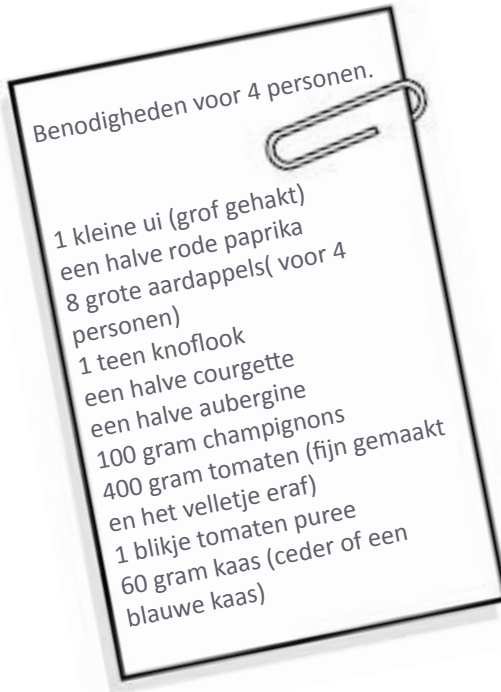 Benodigheden voor 4 personen.
1 kleine ui (grof gehakt)
een halve rode paprika
8 grote aardappels( voor 4
personen)
1 teen knoflook
een halve courgette
een halve aubergine
100 gram champignons
400 gram tomaten (fijn gemaakt
en het velletje eraf)
1 blikje tomaten puree
60 gram kaas (ceder of een
blauwe kaas)